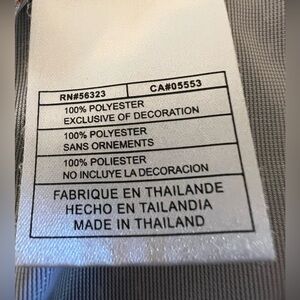 RN#56323 CA#05553
100% POLYESTER
EXCLUSIVE OF DECORATION
100% POLYESTER
SANS ORNEMENTS
100% POLIESTER
NO INCLUYE LA DECORACION
FABRIQUE EN THAILANDE
HECHO EN TAILANDIA
MADE IN THAILAND